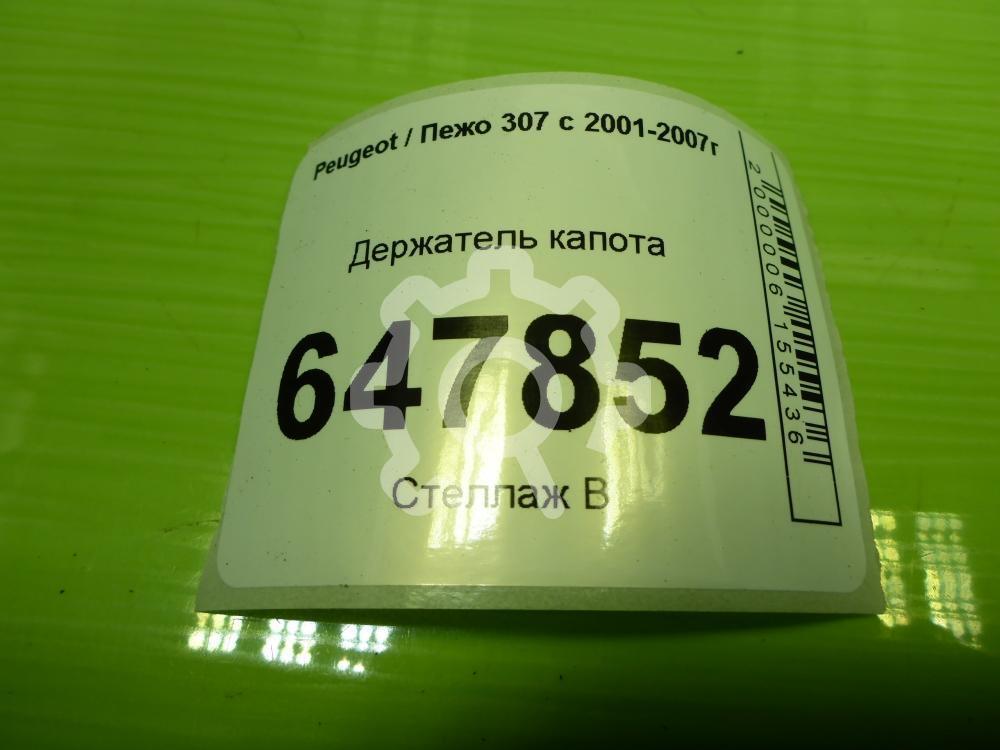 Peugeot / Пежо 307 с 2001-2007г
Держатель капота
647852
Стеллаж В
2000006155436